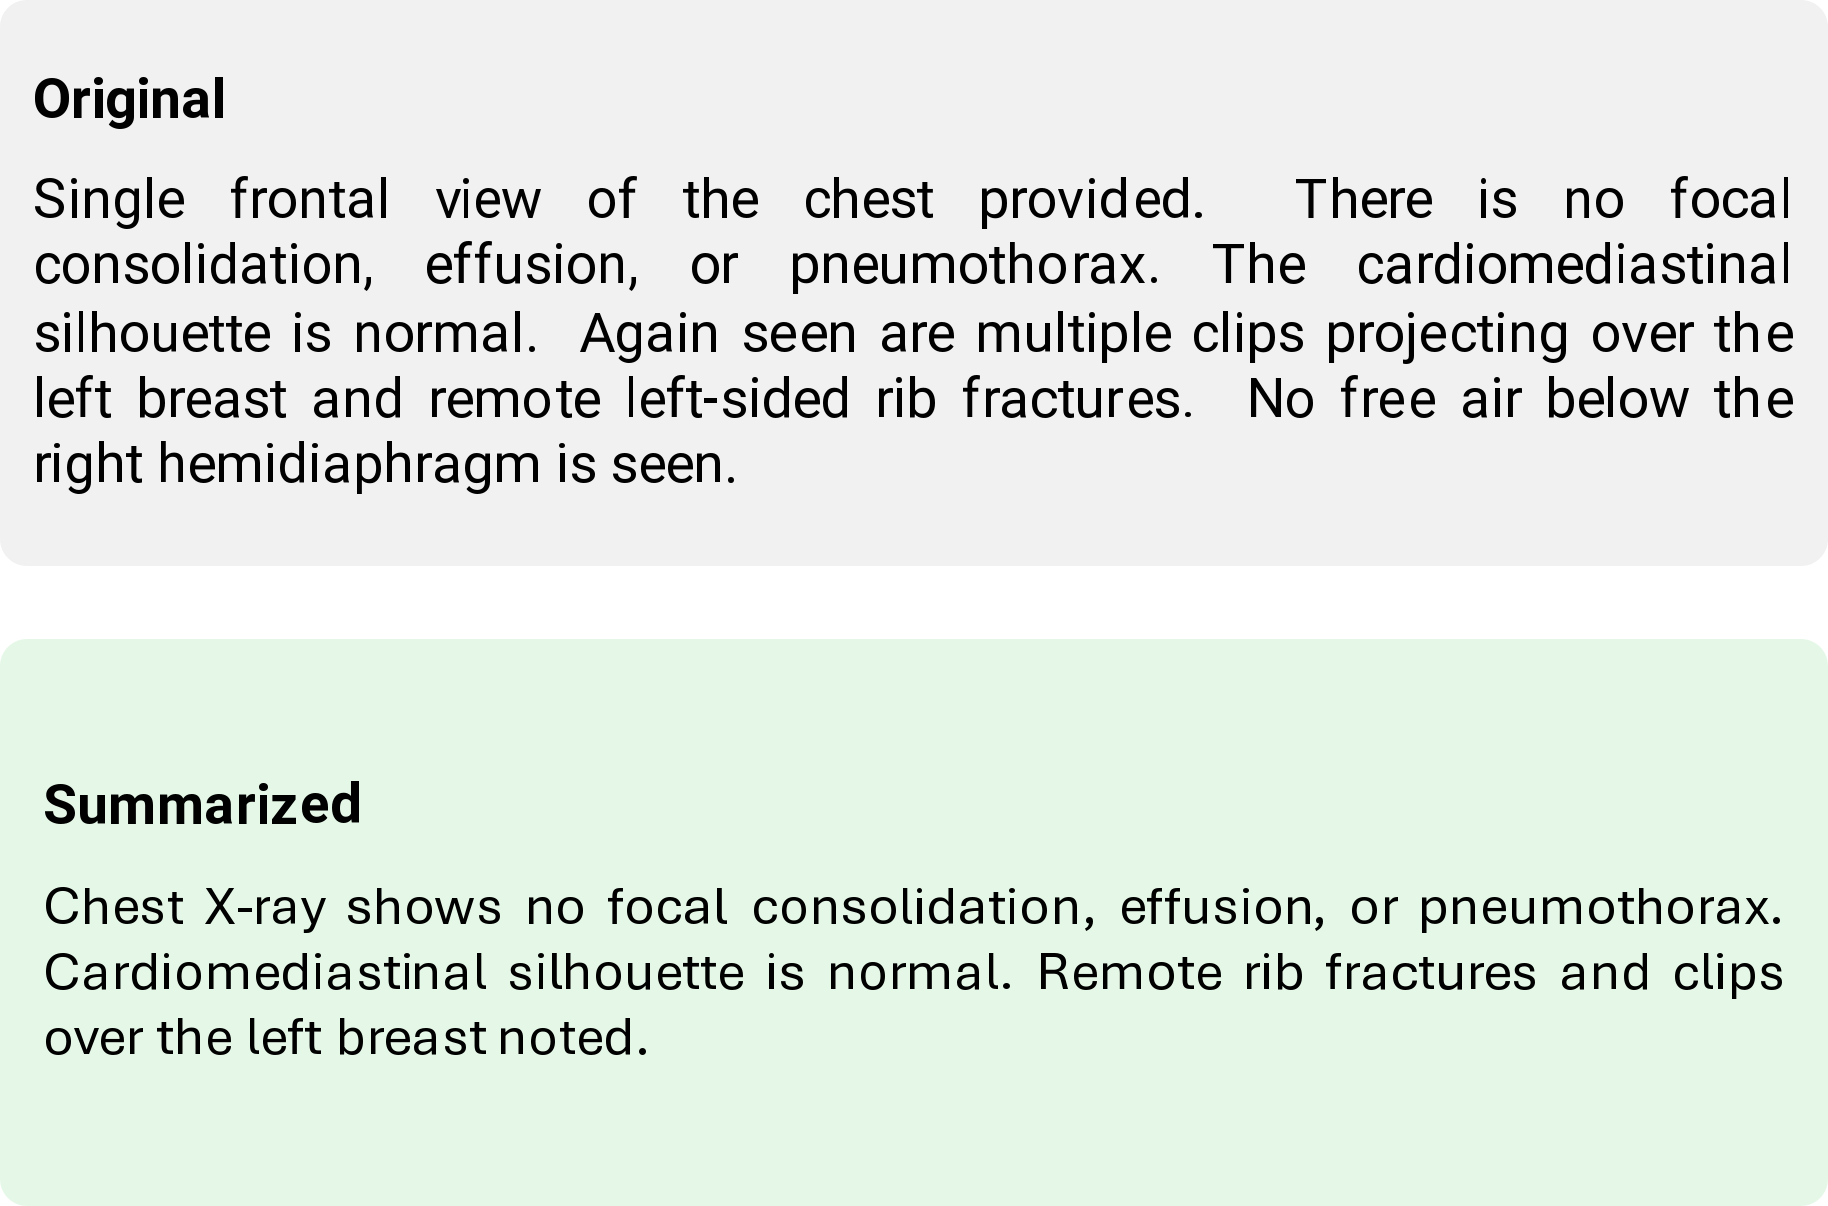 Original
Single frontal view of the chest provided. There is no focal
consolidation, effusion, or pneumothorax. The cardiomediastinal
silhouette is normal. Again seen are multiple clips projecting over the
left breast and remote left-sided rib fractures. No free air below the
right hemidiaphragm is seen.
Summarized
Chest X-ray shows no focal consolidation, effusion, or pneumothorax.
Cardiomediastinal silhouette is normal. Remote rib fractures and clips
over the left breast noted.